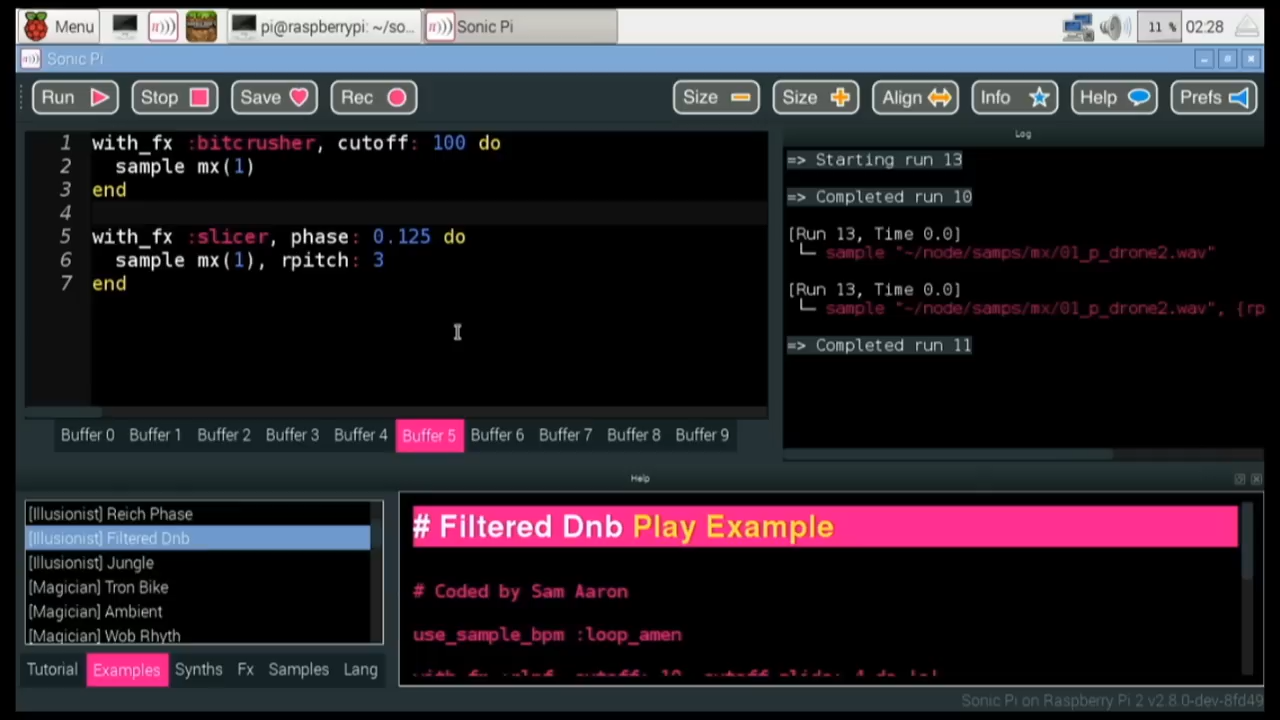 Menu
pi@raspberrypi: ~/so...
Sonic Pi
11 %
02:28
Sonic Pi
Run Stop Save Rec Size Size Align Info Help Prefs
1 with_fx :bitcrusher, cutoff: 100 do
2 sample mx(1)
3 end
4
5 with_fx :slicer, phase: 0.125 do
6 sample mx(1), rpitch: 3
7 end
Log
=> Starting run 13
=> Completed run 10
[Run 13, Time 0.0]
└─ sample "~/node/samps/mx/01_p_drone2.wav"
[Run 13, Time 0.0]
└─ sample "~/node/samps/mx/01_p_drone2.wav", {rp
=> Completed run 11
Buffer 0 Buffer 1 Buffer 2 Buffer 3 Buffer 4 Buffer 5 Buffer 6 Buffer 7 Buffer 8 Buffer 9
Help
[Illusionist] Reich Phase
[Illusionist] Filtered Dnb
[Illusionist] Jungle
[Magician] Tron Bike
[Magician] Ambient
[Magician] Wob Rhyth
Tutorial Examples Synths Fx Samples Lang
# Filtered Dnb Play Example
# Coded by Sam Aaron
use_sample_bpm :loop_amen
Sonic Pi on Raspberry Pi 2 v2.8.0-dev-8fd49